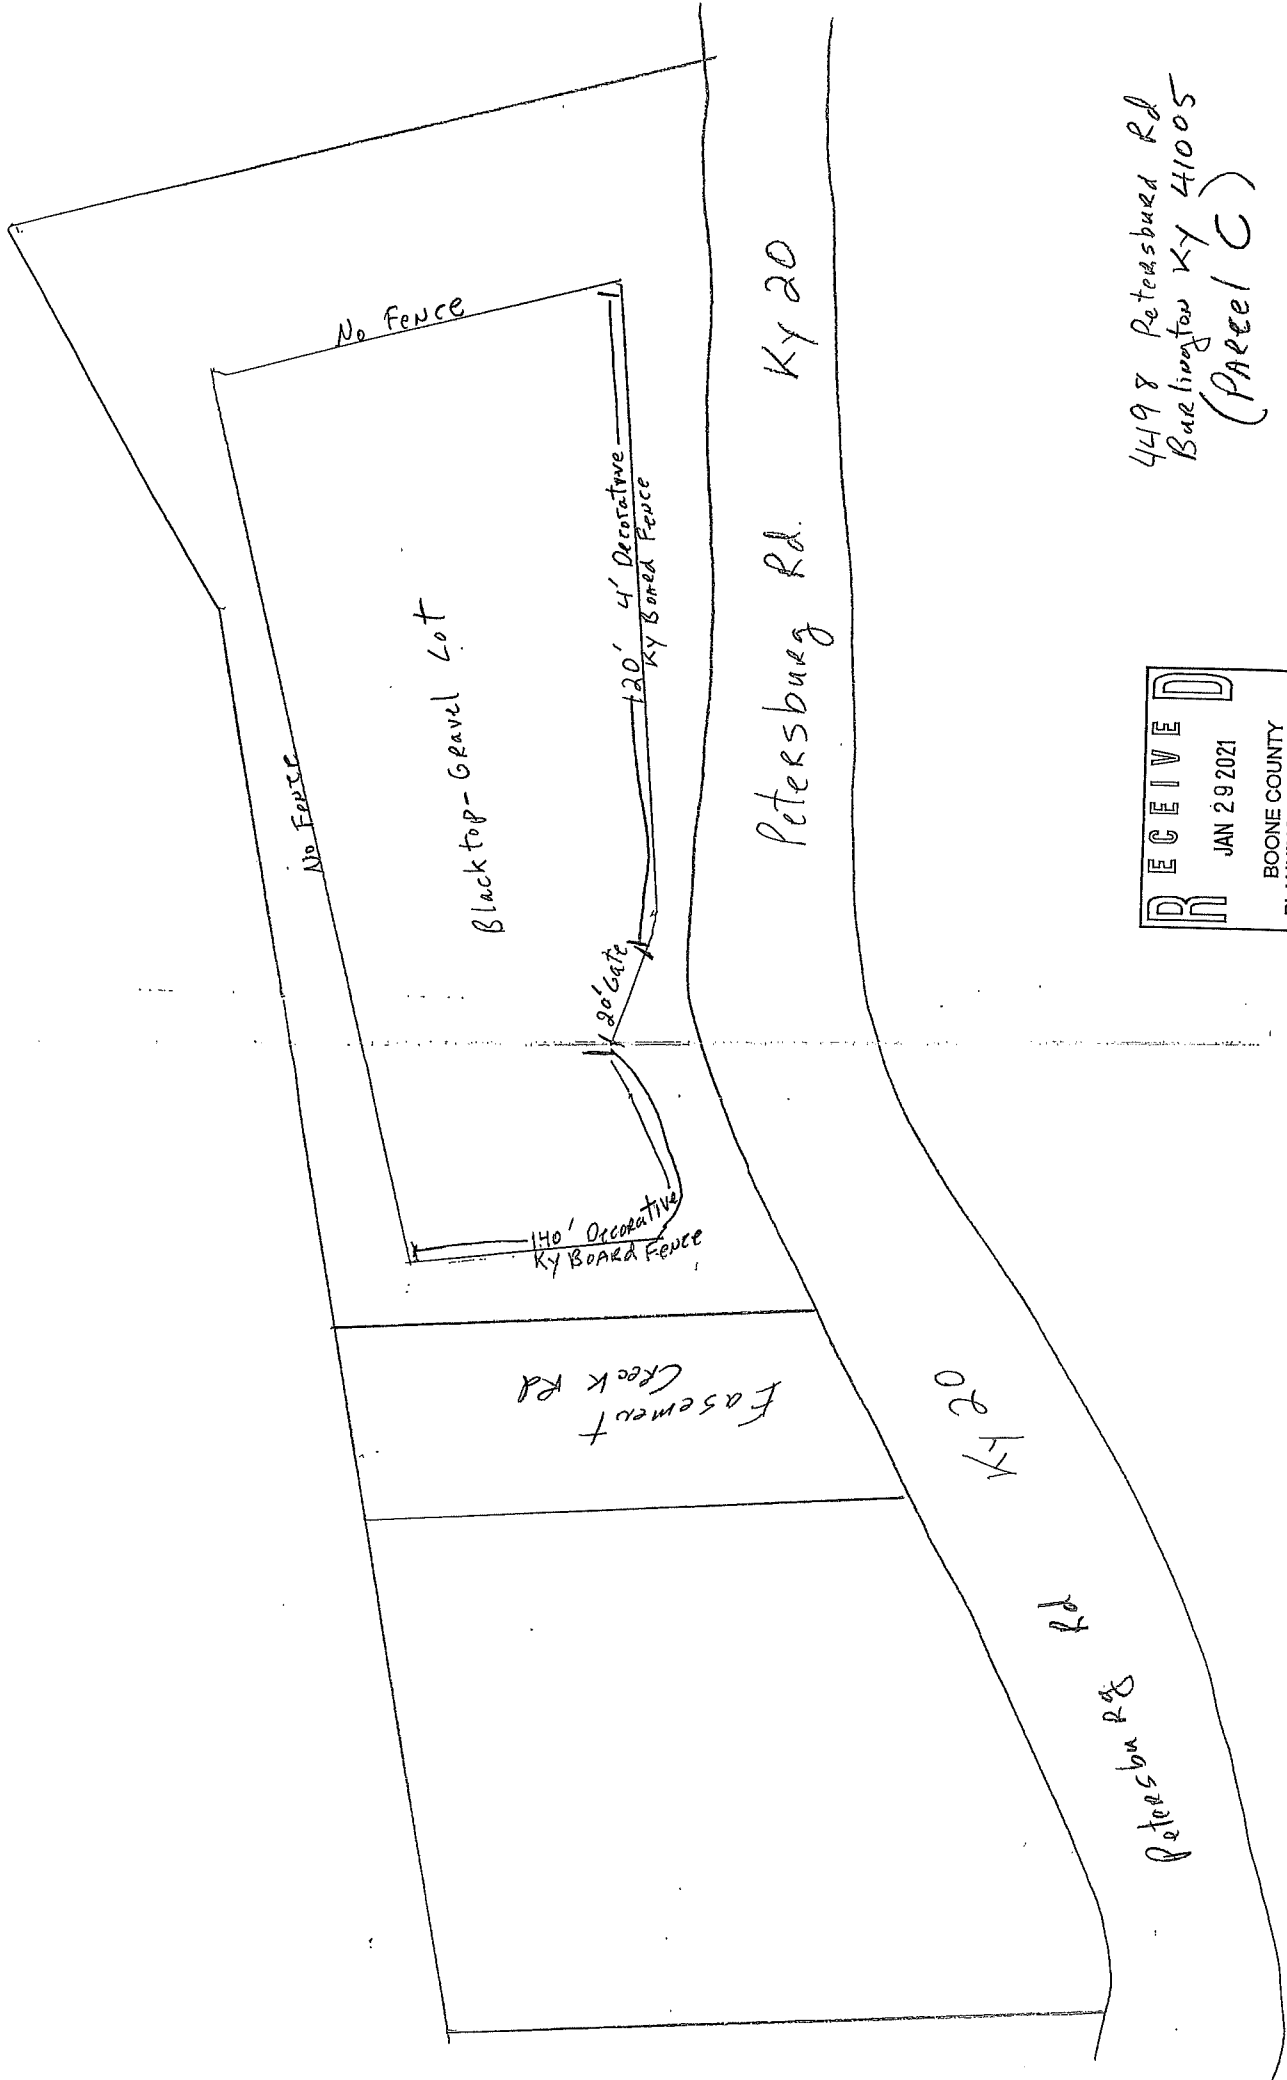 No Fence
No Fence
Blacktop-Gravel Lot
120' 4' Decorative
Ky Board Fence
20' Gate
140' Decorative
Ky Board Fence
Easement
Creek Rd
Petersburg Rd. Ky 20
Petersburg Rd Ky 20
4498 Petersburg Rd
Burlington Ky 41005
(Parcel C)
RECEIVED
JAN 29 2021
BOONE COUNTY